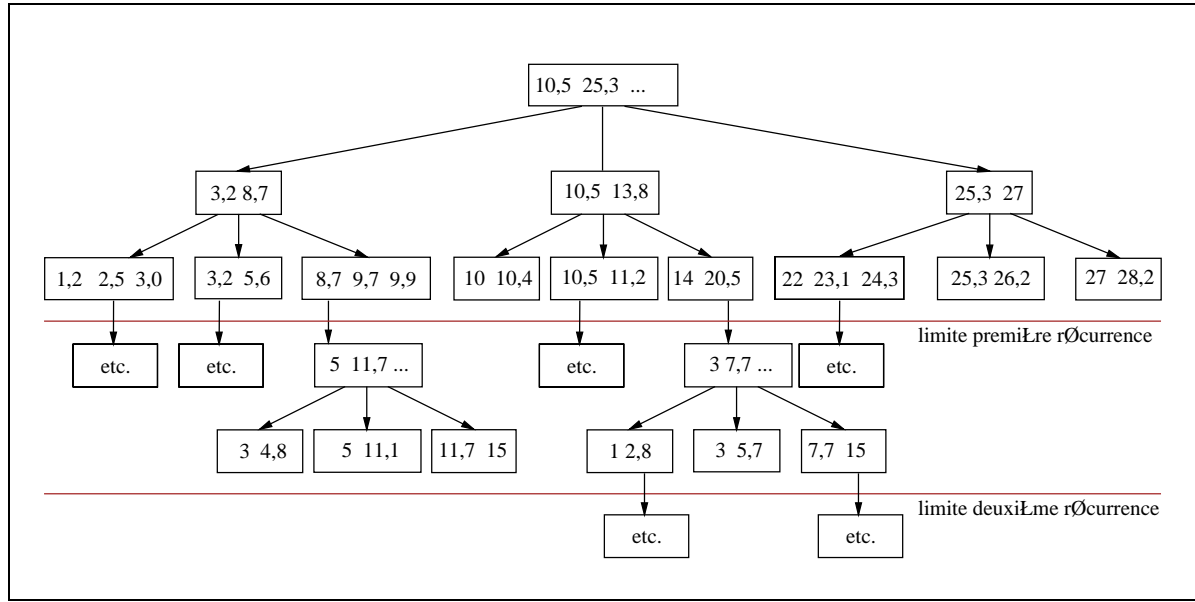 10,5 25,3 ...
3,2 8,7
10,5 13,8
25,3 27
1,2 2,5 3,0
3,2 5,6
8,7 9,7 9,9
10 10,4
10,5 11,2
14 20,5
22 23,1 24,3
25,3 26,2
27 28,2
limite premiŁre rØcurrence
etc.
etc.
5 11,7 ...
etc.
3 7,7 ...
etc.
3 4,8
5 11,1
11,7 15
1 2,8
3 5,7
7,7 15
limite deuxiŁme rØcurrence
etc.
etc.